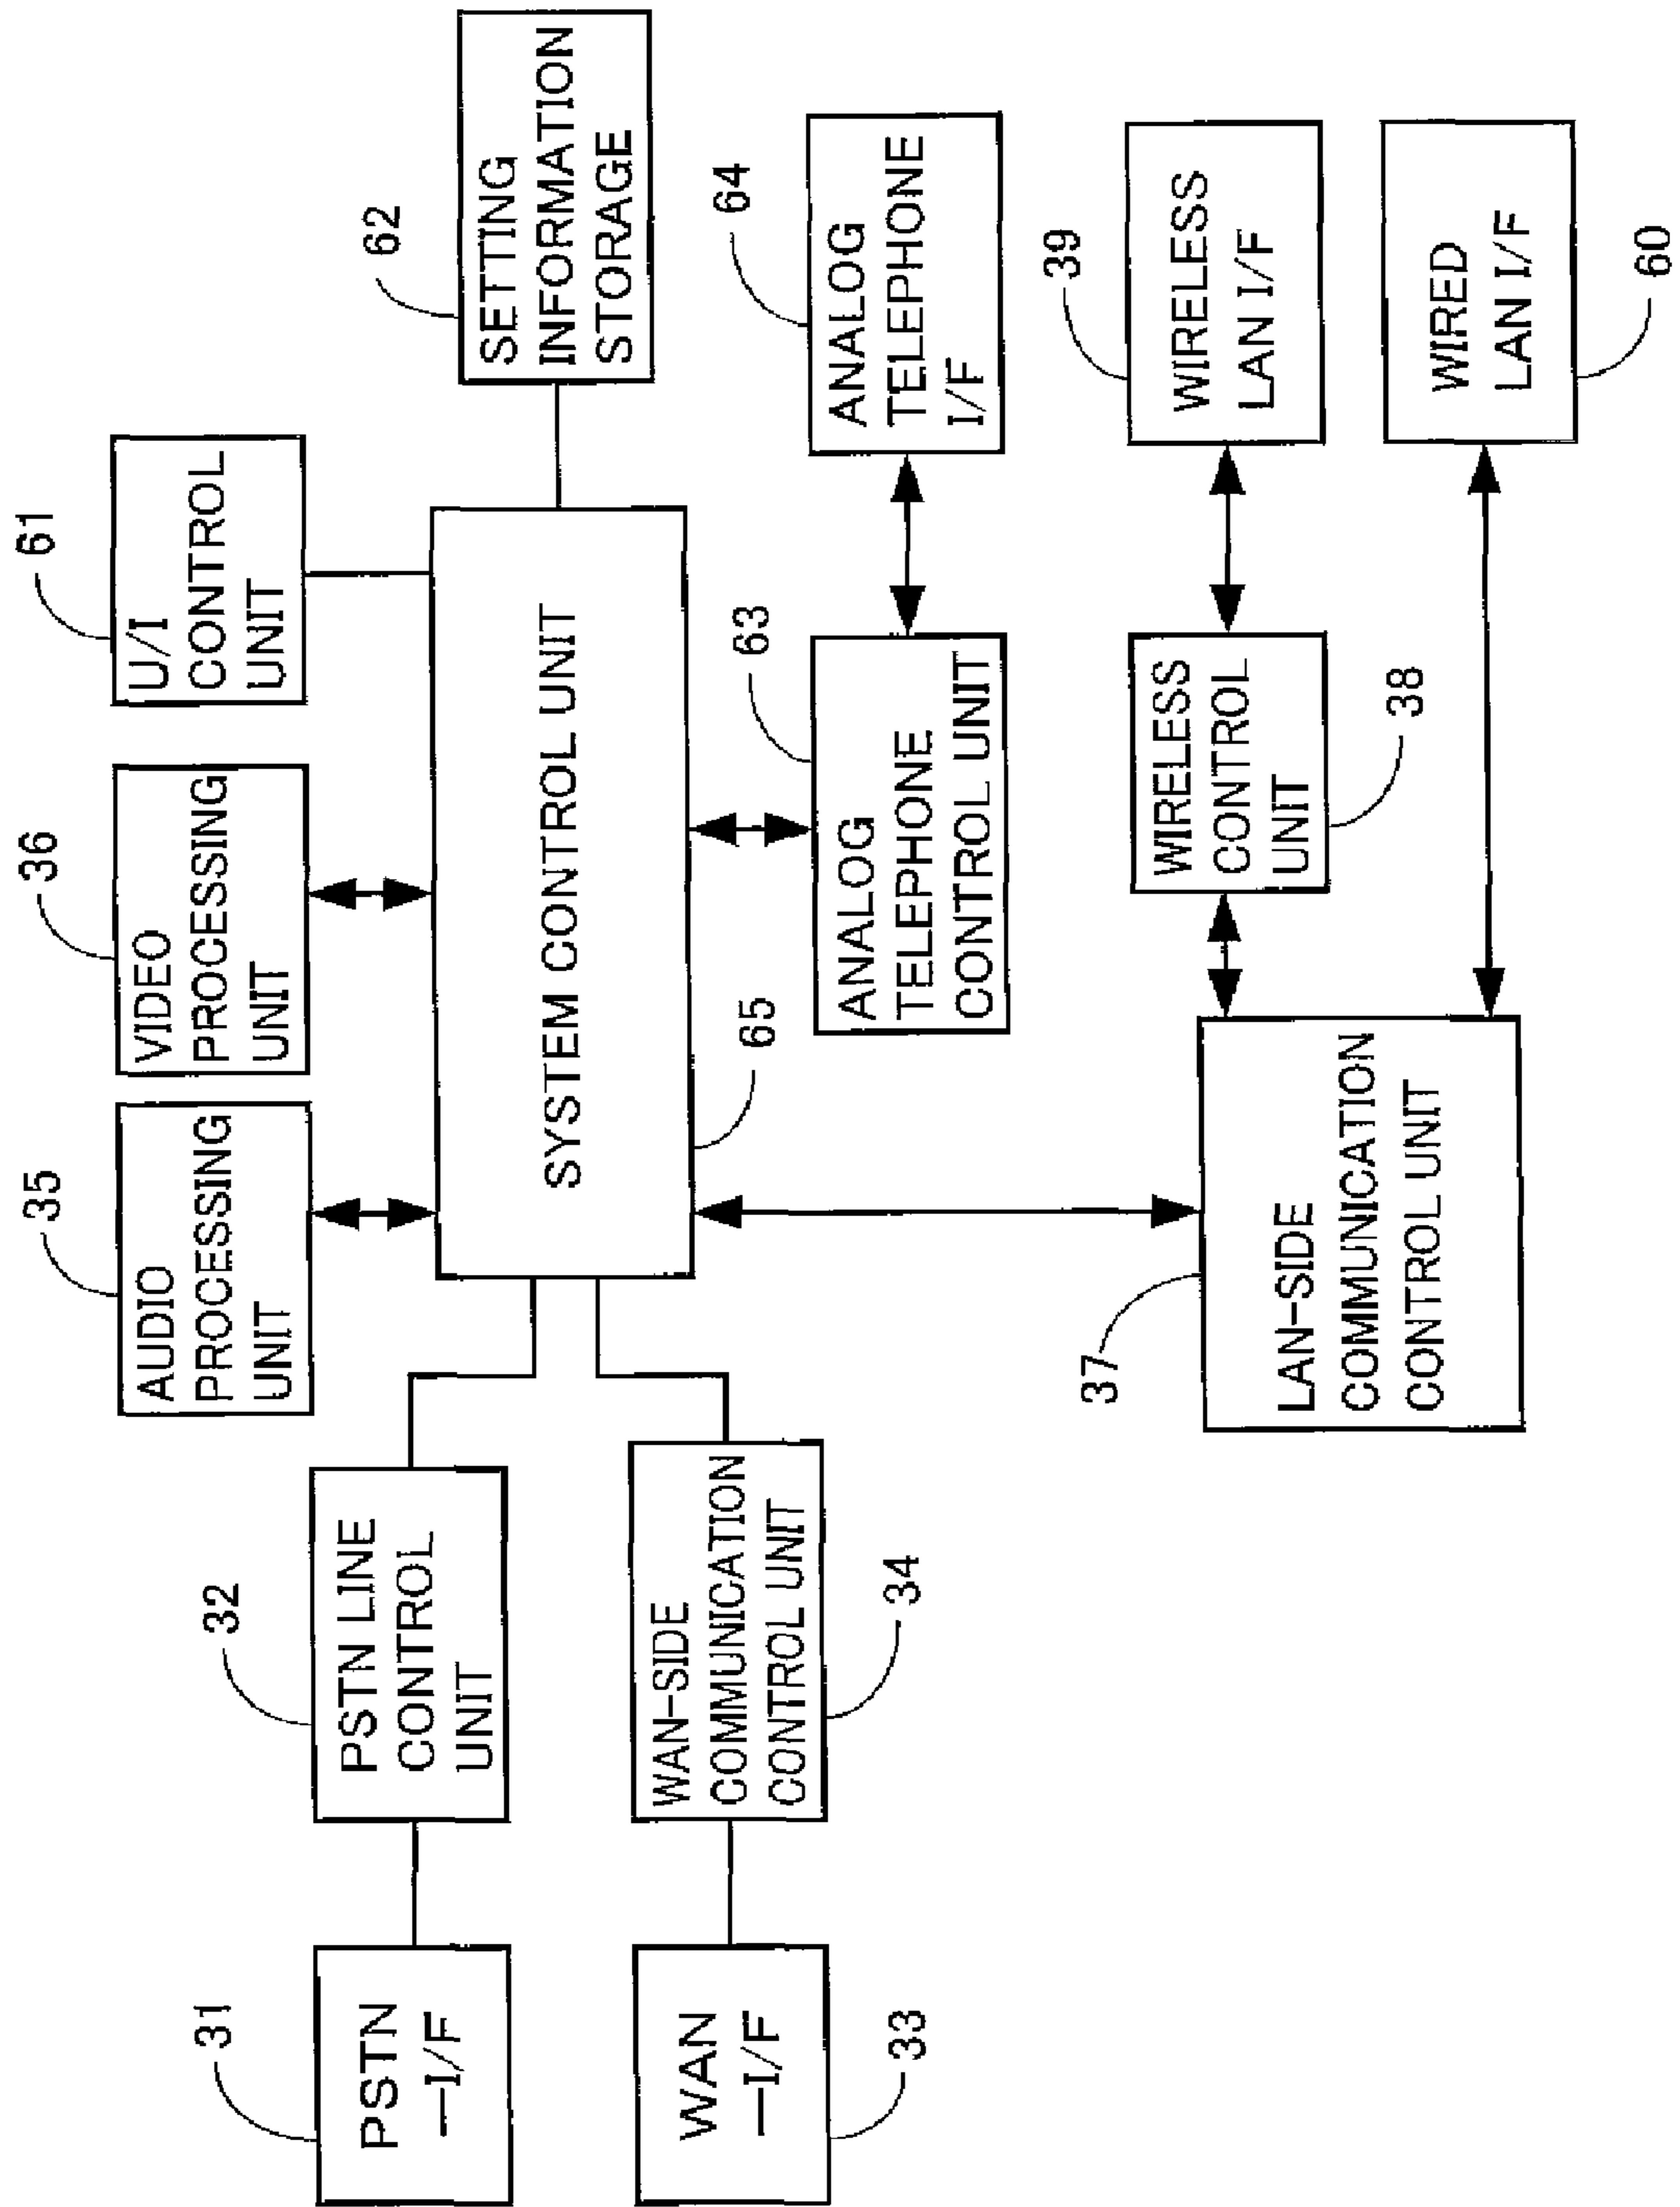 61
U/I
CONTROL
UNIT
36
VIDEO
PROCESSING
UNIT
35
AUDIO
PROCESSING
UNIT
62
SETTING
INFORMATION
STORAGE
32
PSTN LINE
CONTROL
UNIT
31
PSTN
—I/F
SYSTEM CONTROL UNIT
65
WAN-SIDE
COMMUNICATION
CONTROL UNIT
34
WAN
—I/F
33
64
ANALOG
TELEPHONE
I/F
63
ANALOG
TELEPHONE
CONTROL UNIT
39
WIRELESS
LAN I/F
WIRELESS
CONTROL
UNIT
38
37
LAN-SIDE
COMMUNICATION
CONTROL UNIT
WIRED
LAN I/F
60